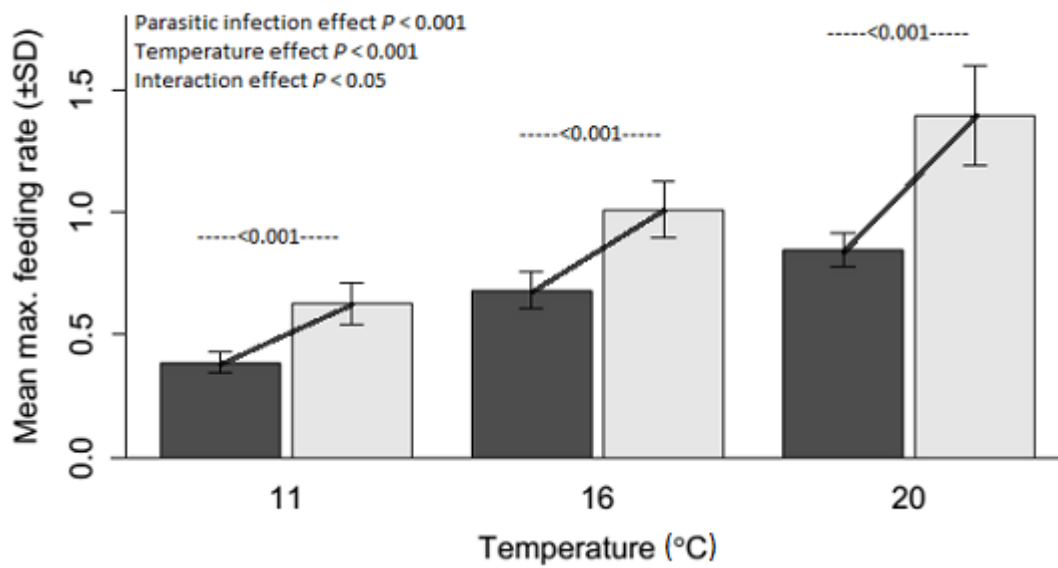 Parasitic infection effect P < 0.001
Temperature effect P < 0.001
Interaction effect P < 0.05
-----<0.001-----
-----<0.001-----
-----<0.001-----
Mean max. feeding rate (±SD)
1.5
1.0
0.5
0.0
11 16 20
Temperature (°C)